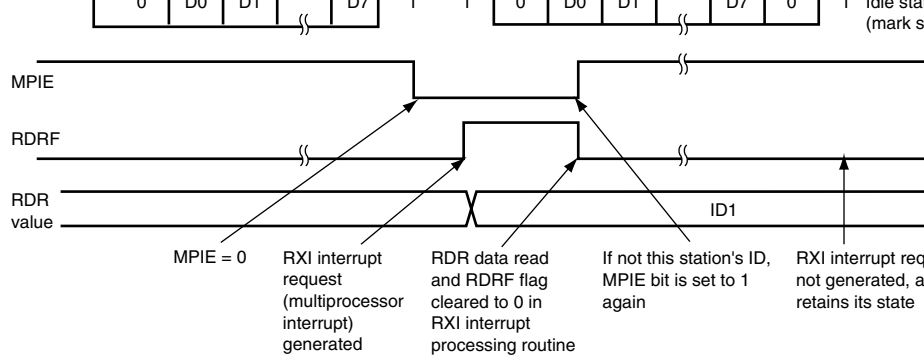 0 D0 D1 D7 1 1 0 D0 D1 D7 0 1 Idle
(mark
MPIE
RDRF
RDR
value
ID1
MPIE = 0
RXI interrupt
request
(multiprocessor
interrupt)
generated
RDR data read
and RDRF flag
cleared to 0 in
RXI interrupt
processing routine
If not this station's ID,
MPIE bit is set to 1
again
RXI interrupt
not generated,
retains its state